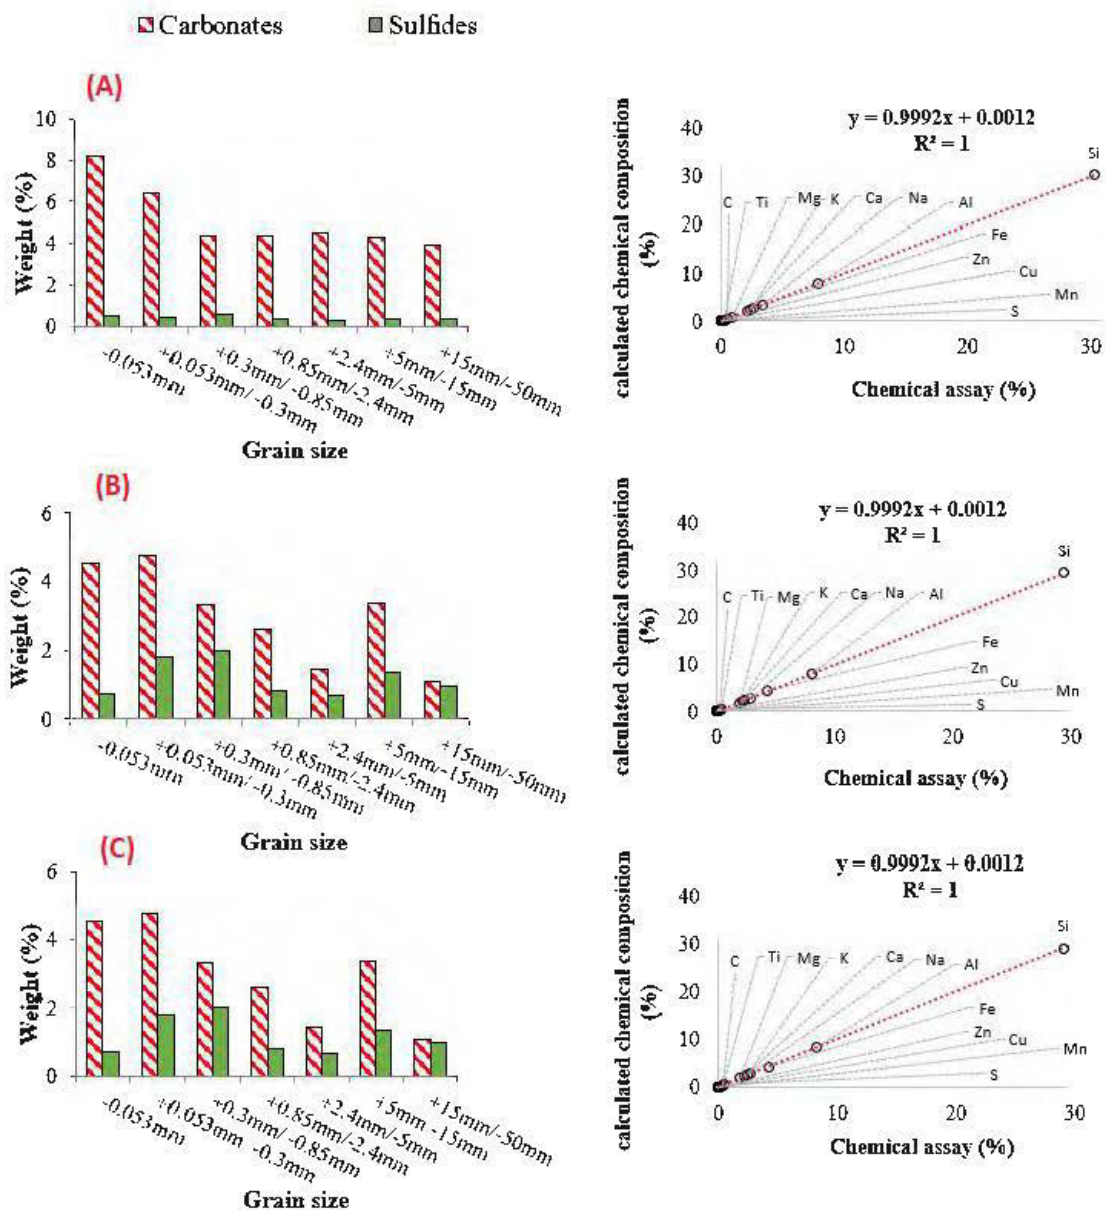 Carbonates Sulfides
(A)
10
8
6
4
2
0
Weight (%)
-0.053mm
+0.053mm/ -0.3mm
+0.3mm/ -0.85mm
+0.85mm/-2.4mm
+2.4mm/-5mm
+5mm/-15mm
+15mm/-50mm
Grain size
y = 0.9992x + 0.0012
R² = 1
calculated chemical composition
(%)
40
30
20
10
0
C Ti Mg K Ca Na Al Si
Fe
Zn
Cu
Mn
S
0 10 20 30
Chemical assay (%)
(B)
6
4
2
0
Weight (%)
-0.053mm
+0.053mm/ -0.3mm
+0.3mm/ -0.85mm
+0.85mm/-2.4mm
+2.4mm/-5mm
+5mm/-15mm
+15mm/-50mm
Grain size
y = 0.9992x + 0.0012
R² = 1
calculated chemical composition
(%)
40
30
20
10
0
C Ti Mg K Ca Na Al Si
Fe
Zn
Cu
Mn
S
0 10 20 30
Chemical assay (%)
(C)
6
4
2
0
Weight (%)
-0.053mm
+0.053mm -0.3mm
+0.3mm/ -0.85mm
+0.85mm/-2.4mm
+2.4mm/-5mm
+5mm -15mm
+15mm/-50mm
Grain size
y = 0.9992x + 0.0012
R² = 1
calculated chemical composition
(%)
40
30
20
10
0
C Ti Mg K Ca Na Al Si
Fe
Zn
Cu
Mn
S
0 10 20 30
Chemical assay (%)